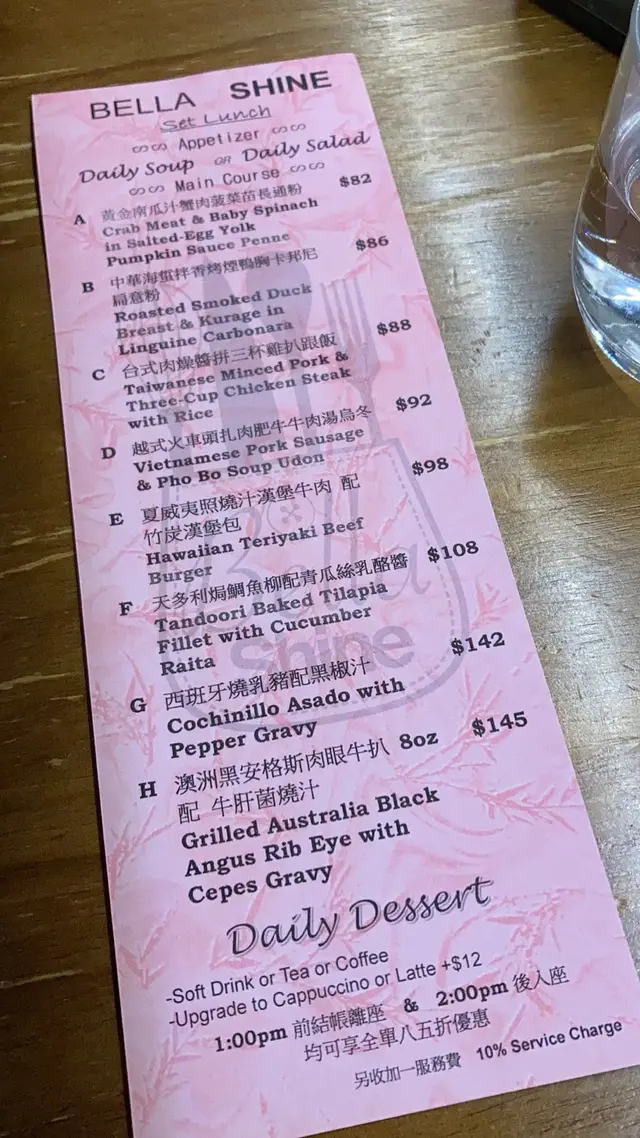 BELLA SHINE
Set Lunch
Appetizer
Daily Soup OR Daily Salad
Main Course
A 黃金南瓜汁蟹肉菠菜苗長通粉 $82
Crab Meat & Baby Spinach
in Salted-Egg Yolk
Pumpkin Sauce Penne
B 中華海蜇拌香烤煙鴨胸卡邦尼 $86
扁意粉
Roasted Smoked Duck
Breast & Kurage in
Linguine Carbonara
C 台式肉燥醬拼三杯雞扒跟飯 $88
Taiwanese Minced Pork &
Three-Cup Chicken Steak
with Rice
D 越式火車頭扎肉肥牛牛肉湯烏冬 $92
Vietnamese Pork Sausage
& Pho Bo Soup Udon
E 夏威夷照燒汁漢堡牛肉 配 $98
竹炭漢堡包
Hawaiian Teriyaki Beef
Burger
F 天多利焗鯛魚柳配青瓜絲乳酪醬 $108
Tandoori Baked Tilapia
Fillet with Cucumber
Raita
G 西班牙燒乳豬配黑椒汁 $142
Cochinillo Asado with
Pepper Gravy
H 澳洲黑安格斯肉眼牛扒 8oz $145
配 牛肝菌燒汁
Grilled Australia Black
Angus Rib Eye with
Cepes Gravy
Bella
Shine
Daily Dessert
-Soft Drink or Tea or Coffee
-Upgrade to Cappuccino or Latte +$12
1:00pm 前結帳離座 & 2:00pm 後入座
均可享全單八五折優惠
另收加一服務費 10% Service Charge